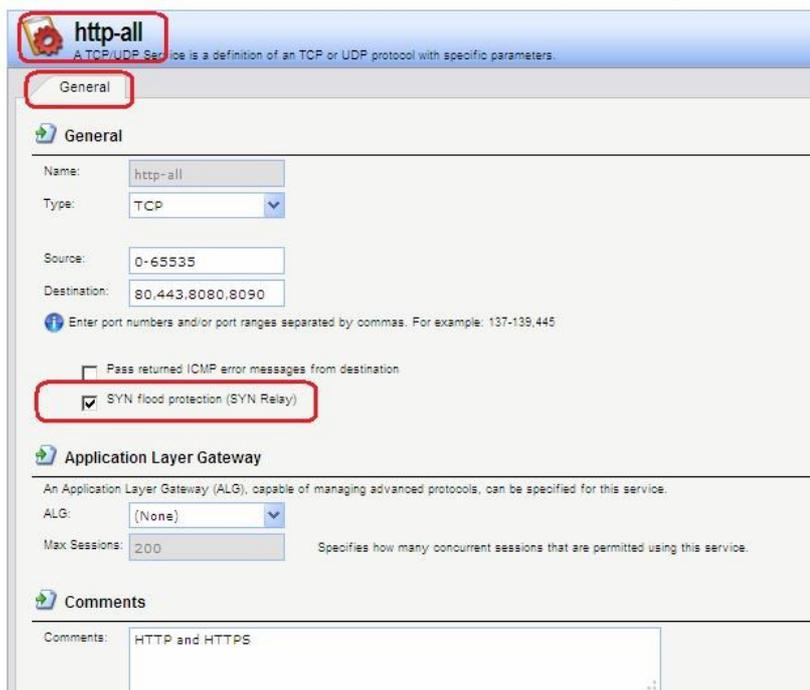 http-all
A TCP/UDP Service is a definition of an TCP or UDP protocol with specific parameters.
General
General
Name: http-all
Type: TCP
Source: 0-65535
Destination: 80,443,8080,8090
Enter port numbers and/or port ranges separated by commas. For example: 137-139,445
Pass returned ICMP error messages from destination
SYN flood protection (SYN Relay)
Application Layer Gateway
An Application Layer Gateway (ALG), capable of managing advanced protocols, can be specified for this service.
ALG: (None)
Max Sessions: 200 Specifies how many concurrent sessions that are permitted using this service.
Comments
Comments: HTTP and HTTPS